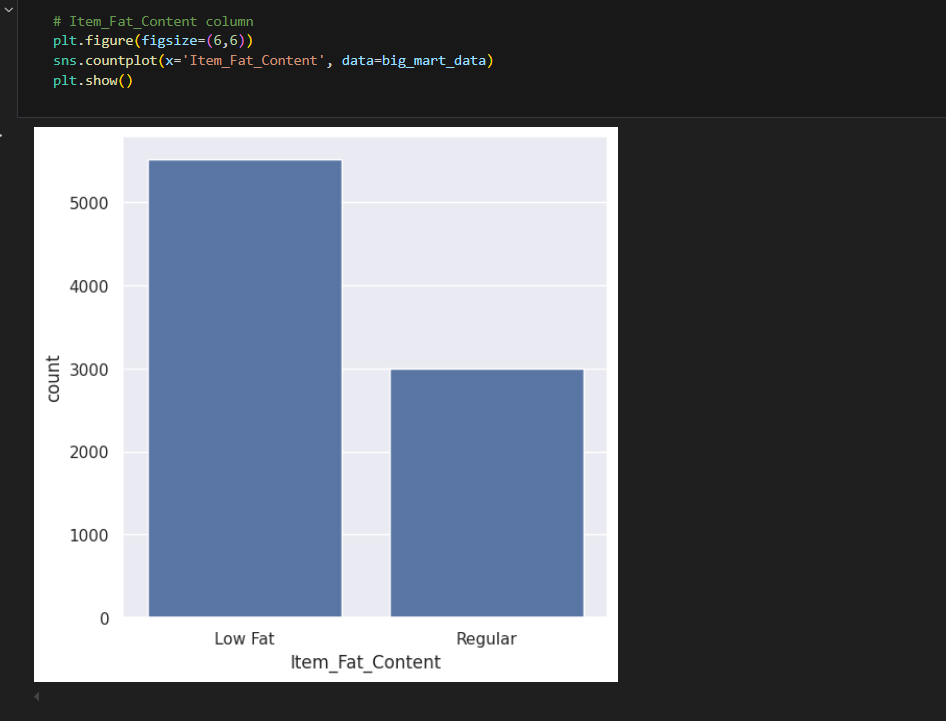 # Item_Fat_Content column
plt.figure(figsize=(6,6))
sns.countplot(x='Item_Fat_Content', data=big_mart_data)
plt.show()
5000
4000
3000
2000
1000
0
count
Low Fat Regular
Item_Fat_Content